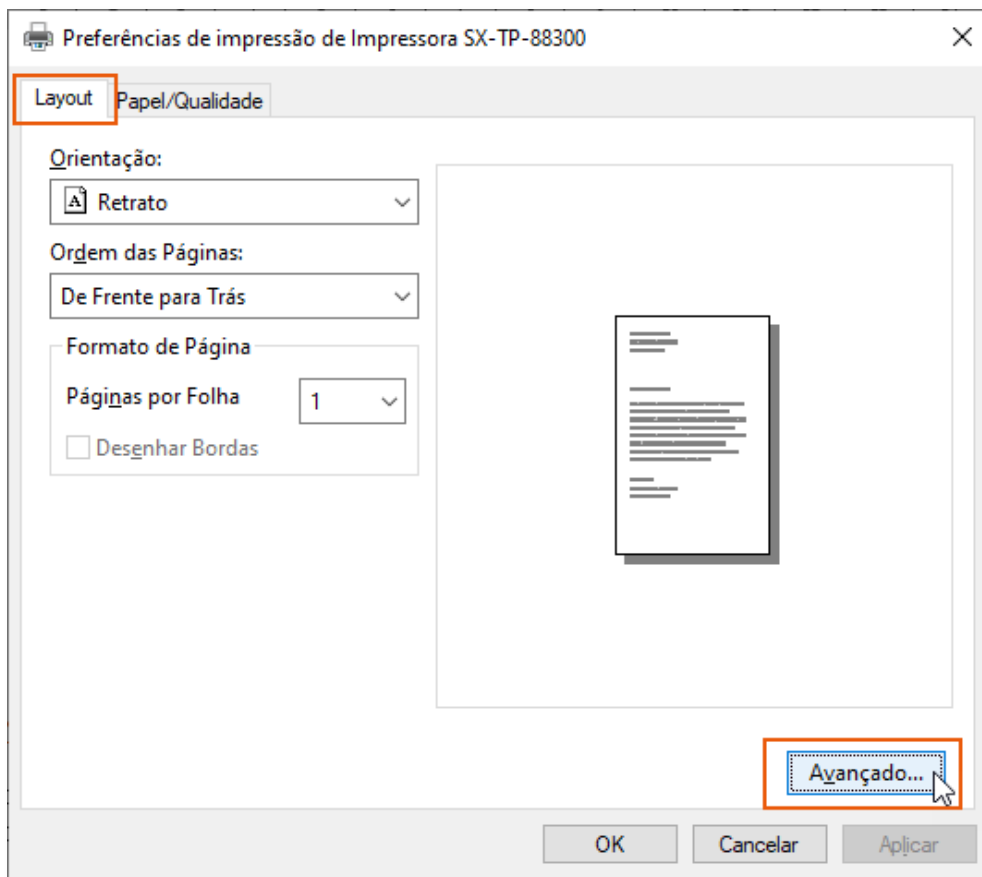 Preferências de impressão de Impressora SX-TP-88300
Layout
Papel/Qualidade
Orientação:
Retrato
Ordem das Páginas:
De Frente para Trás
Formato de Página
Páginas por Folha
1
Desenhar Bordas
Avançado...
OK
Cancelar
Aplicar